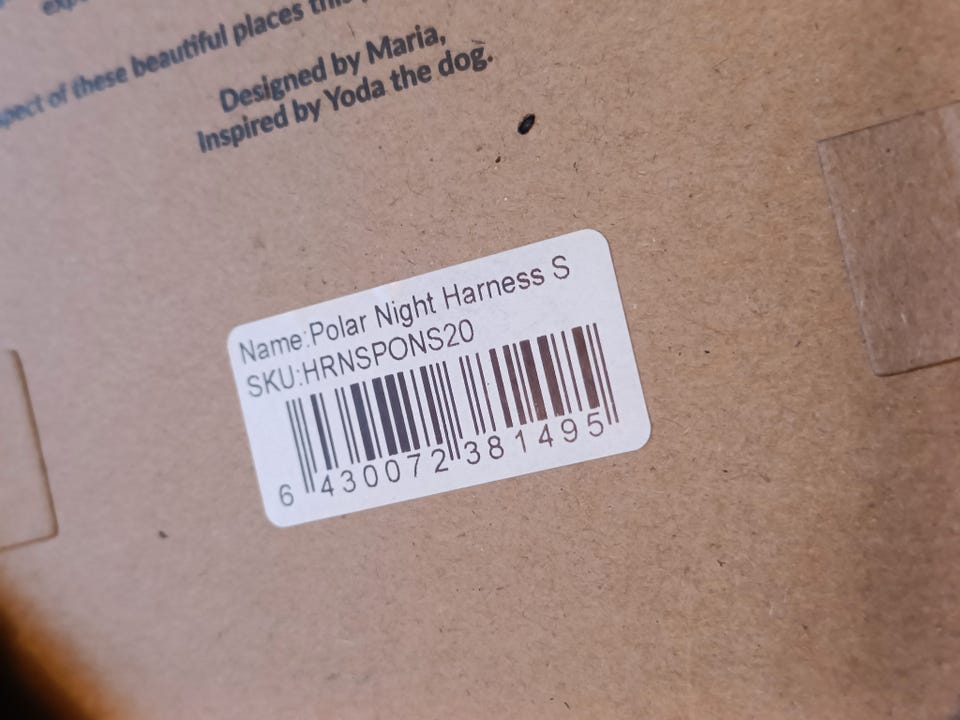 of these beautiful places
Designed by Maria,
Inspired by Yoda the dog.
Name:Polar Night Harness S
SKU:HRNSPONS20
6 430072 381495